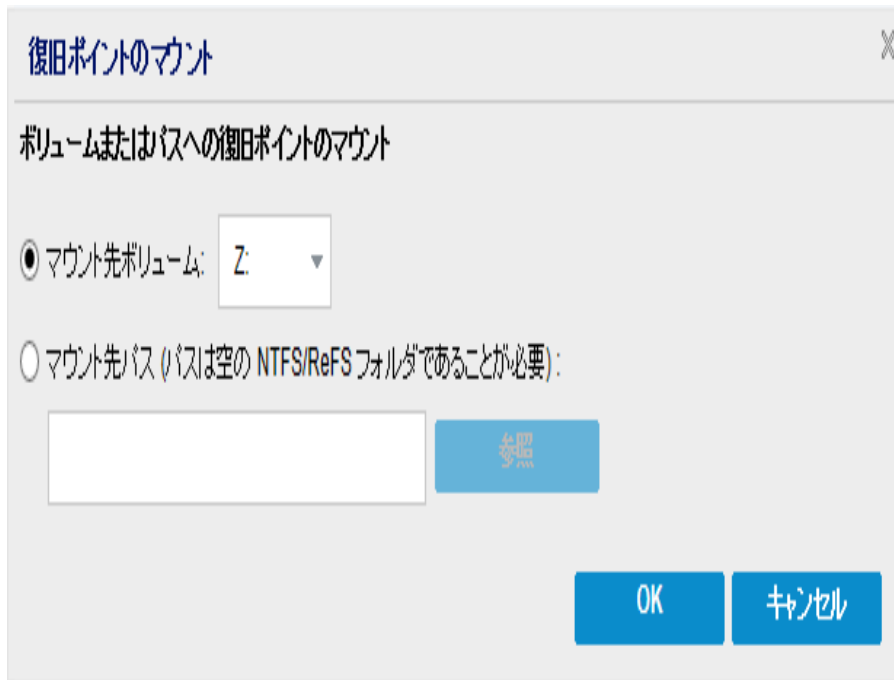 復旧ポイントのマウント X
ボリュームまたはパスへの復旧ポイントのマウント
マウント先ボリューム: Z:
マウント先パス (パスは空の NTFS/ReFS フォルダであることが必要) :
参照
OK キャンセル